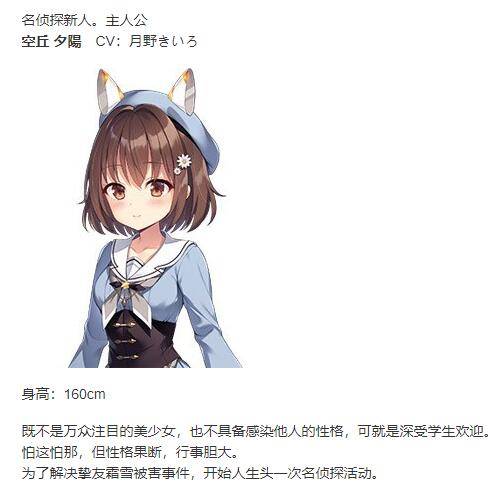 名侦探新人。主人公
空丘 夕陽　CV：月野きいろ
身高：160cm
既不是万众注目的美少女，也不具备感染他人的性格，可就是深受学生欢迎。
怕这怕那，但性格果断，行事胆大。
为了解决挚友霜雪被害事件，开始人生头一次名侦探活动。